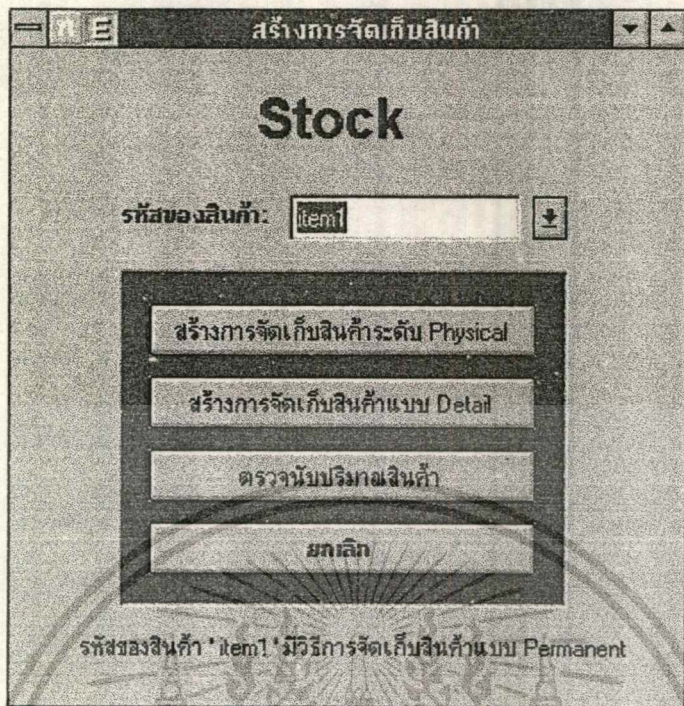 ก E สร้างการจัดเก็บสินค้า
Stock
รหัสของสินค้า: item1
สร้างการจัดเก็บสินค้าระดับ Physical
สร้างการจัดเก็บสินค้าแบบ Detail
ตรวจนับปริมาณสินค้า
ยกเลิก
รหัสของสินค้า 'item1' มีวิธีการจัดเก็บสินค้าแบบ Permanent